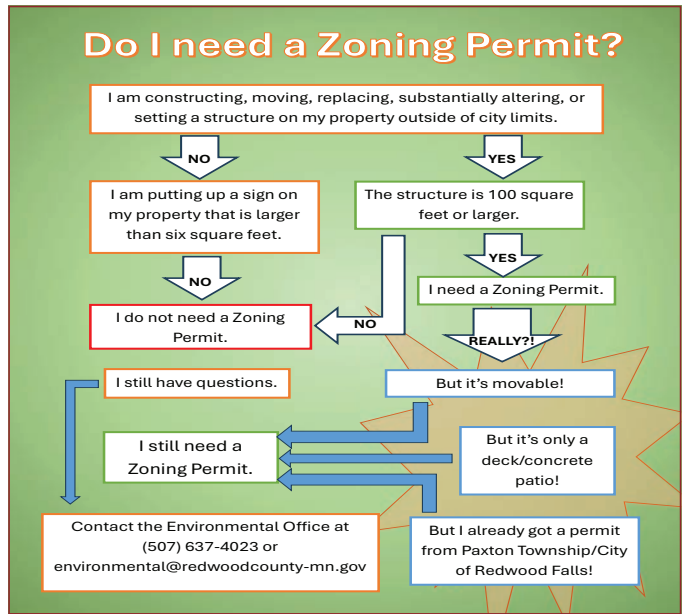 Do I need a Zoning Permit?
I am constructing, moving, replacing, substantially altering, or
setting a structure on my property outside of city limits.
NO
YES
I am putting up a sign on
my property that is larger
than six square feet.
The structure is 100 square
feet or larger.
YES
NO
I need a Zoning Permit.
I do not need a Zoning
Permit.
NO
REALLY?!
I still have questions.
But it's movable!
I still need a
Zoning Permit.
But it's only a
deck/concrete
patio!
Contact the Environmental Office at
(507) 637-4023 or
environmental@redwoodcounty-mn.gov
But I already got a permit
from Paxton Township/City
of Redwood Falls!